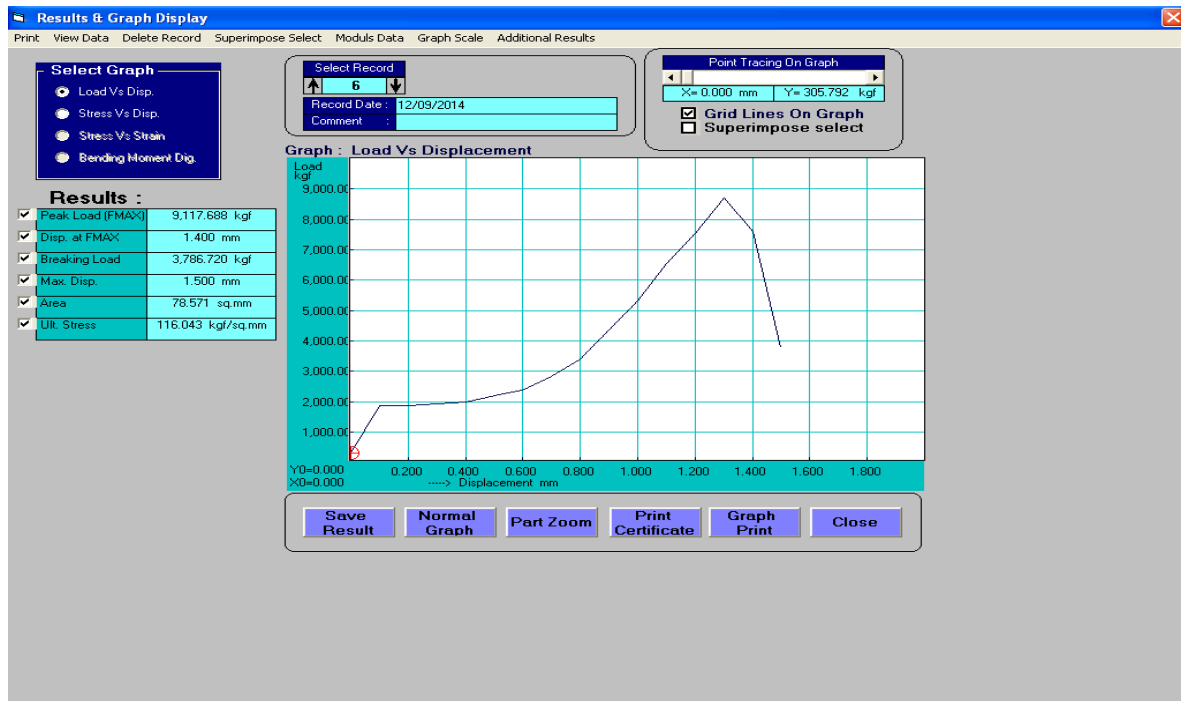 Results & Graph Display
Print View Data Delete Record Superimpose Select Moduls Data Graph Scale Additional Results
Select Graph
Load Vs Disp.
Stress Vs Disp.
Stress Vs Strain
Bending Moment Dig.
Select Record
6
Record Date : 12/09/2014
Comment :
Point Tracing On Graph
X= 0.000 mm Y= 305.792 kgf
Grid Lines On Graph
Superimpose select
Results :
Peak Load (FMAX) 9,117.688 kgf
Disp. at FMAX 1.400 mm
Breaking Load 3,786.720 kgf
Max. Disp. 1.500 mm
Area 78.571 sq.mm
Ult. Stress 116.043 kgf/sq.mm
Graph : Load Vs Displacement
Load
kgf
9,000.00
8,000.00
7,000.00
6,000.00
5,000.00
4,000.00
3,000.00
2,000.00
1,000.00
Y0=0.000 0.200 0.400 0.600 0.800 1.000 1.200 1.400 1.600 1.800
X0=0.000 -----> Displacement mm
Save Result
Normal Graph
Part Zoom
Print Certificate
Graph Print
Close